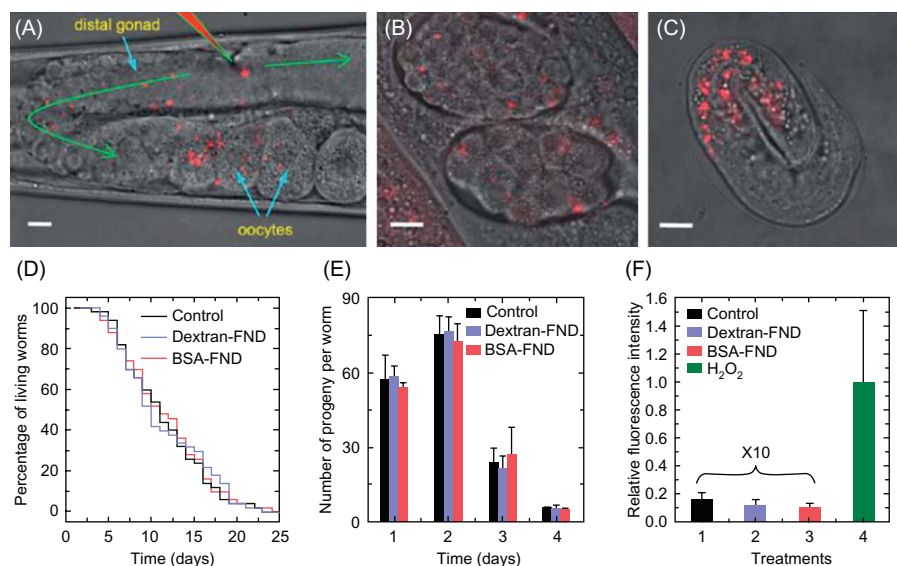 (A)
distal gonad
oocytes
(B)
(C)
(D)
Percentage of living worms
100
80
60
40
20
0
Control
Dextran-FND
BSA-FND
0 5 10 15 20 25
Time (days)
(E)
Number of progeny per worm
90
60
30
0
Control
Dextran-FND
BSA-FND
1 2 3 4
Time (days)
(F)
Relative fluorescence intensity
1.6
1.4
1.2
1.0
0.8
0.6
0.4
0.2
0.0
Control
Dextran-FND
BSA-FND
H₂O₂
X10
1 2 3 4
Treatments